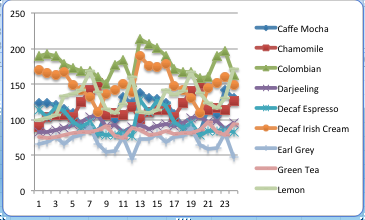 250
200
150
100
50
0
1 3 5 7 9 11 13 15 17 19 21 23
Caffe Mocha
Chamomile
Colombian
Darjeeling
Decaf Espresso
Decaf Irish Cream
Earl Grey
Green Tea
Lemon